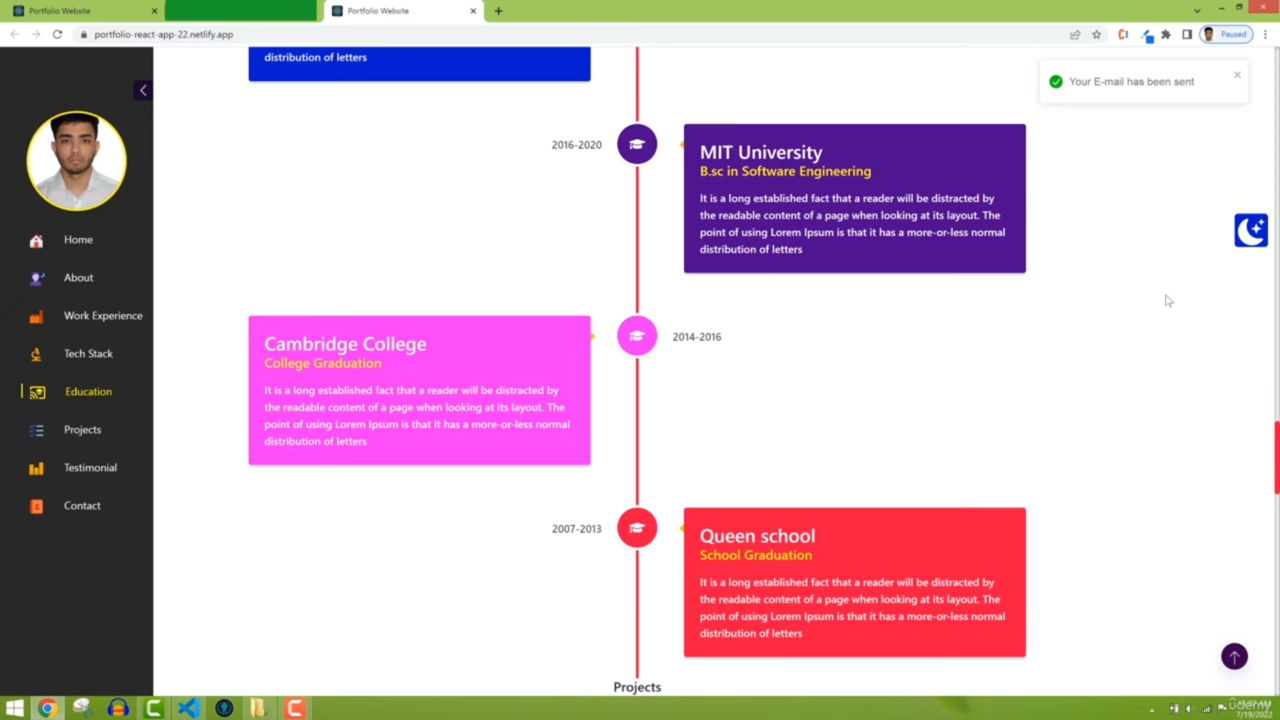 Portfolio Website
Portfolio Website
portfolio-react-app-22.netlify.app
Paused
distribution of letters
Your E-mail has been sent
2016-2020
MIT University
B.sc in Software Engineering
It is a long established fact that a reader will be distracted by
the readable content of a page when looking at its layout. The
point of using Lorem Ipsum is that it has a more-or-less normal
distribution of letters
Home
About
Work Experience
Tech Stack
Education
Projects
Testimonial
Contact
Cambridge College
College Graduation
It is a long established fact that a reader will be distracted by
the readable content of a page when looking at its layout. The
point of using Lorem Ipsum is that it has a more-or-less normal
distribution of letters
2014-2016
2007-2013
Queen school
School Graduation
It is a long established fact that a reader will be distracted by
the readable content of a page when looking at its layout. The
point of using Lorem Ipsum is that it has a more-or-less normal
distribution of letters
Projects
udemy
7/19/2022